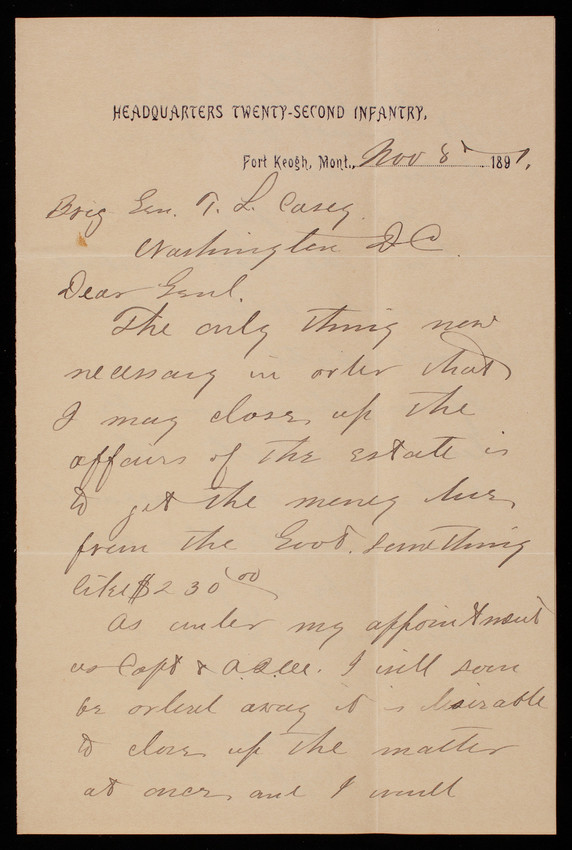 HEADQUARTERS TWENTY-SECOND INFANTRY,
Fort Keogh, Mont., Nov 8" 1891.
Brig Gen. T. L. Casey.
Washington D C.
Dear Genl.
The only thing now
necessary in order that
I may close up the
affairs of the estate is
to get the money due
from the Govt. something
like $230 00
As under my appointment
as Capt & A.Q.M. I will soon
be ordered away it is desirable
to close up the matter
at once, and I would